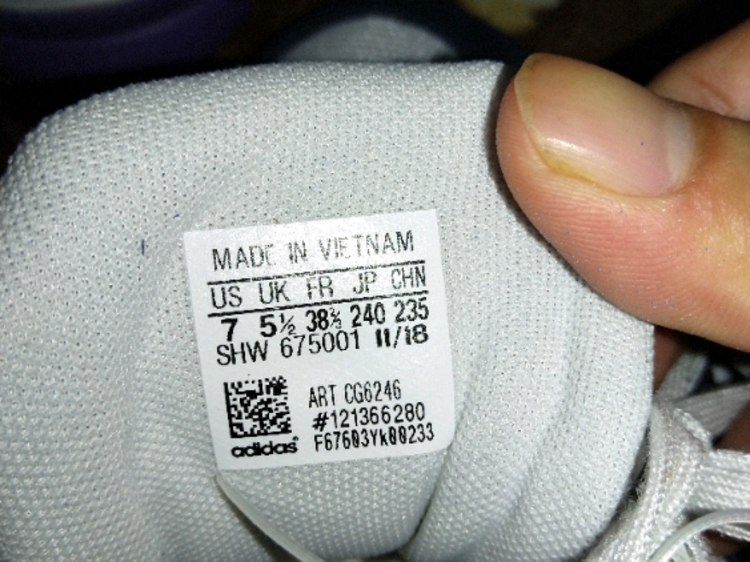 MADE IN VIETNAM
US UK FR JP CHN
7 5½ 38⅔ 240 235
SHW 675001 11/18
ART CG6246
#121366280
F67603Yk00233
adidas